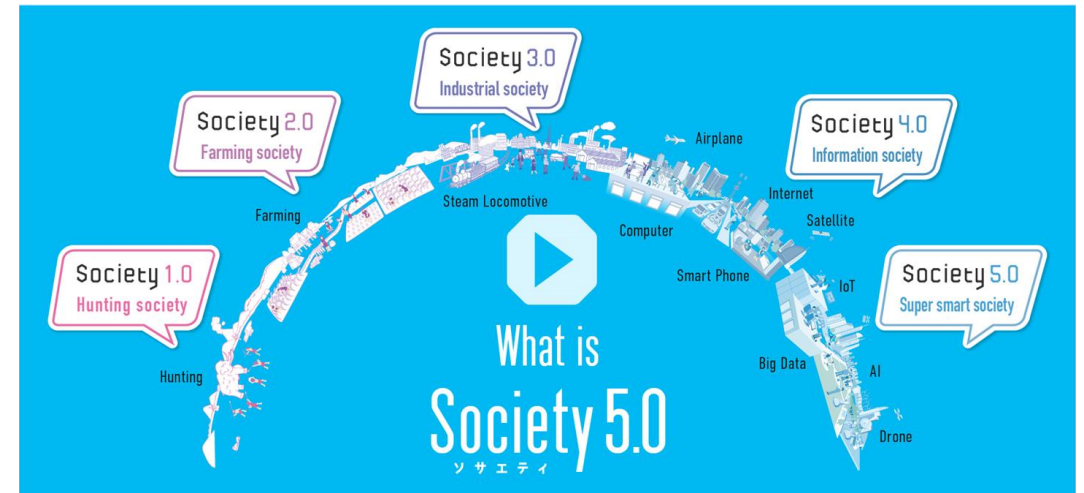 Society 1.0
Hunting society
Hunting
Society 2.0
Farming society
Farming
Society 3.0
Industrial society
Steam Locomotive
Society 4.0
Information society
Airplane
Internet
Satellite
Computer
Smart Phone
Society 5.0
Super smart society
IoT
Big Data
AI
Drone
What is
Society 5.0
ソサエティ